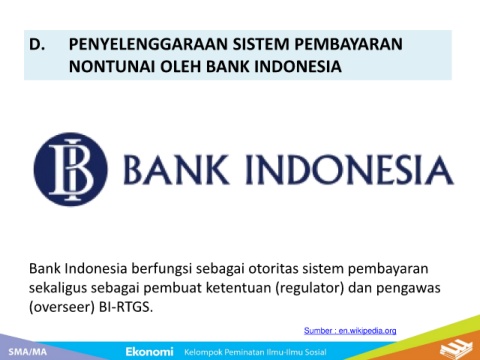 D. PENYELENGGARAAN SISTEM PEMBAYARAN
NONTUNAI OLEH BANK INDONESIA
BANK INDONESIA
Bank Indonesia berfungsi sebagai otoritas sistem pembayaran
sekaligus sebagai pembuat ketentuan (regulator) dan pengawas
(overseer) BI-RTGS.
Sumber : en.wikipedia.org
SMA/MA Ekonomi Kelompok Peminatan Ilmu-Ilmu Sosial